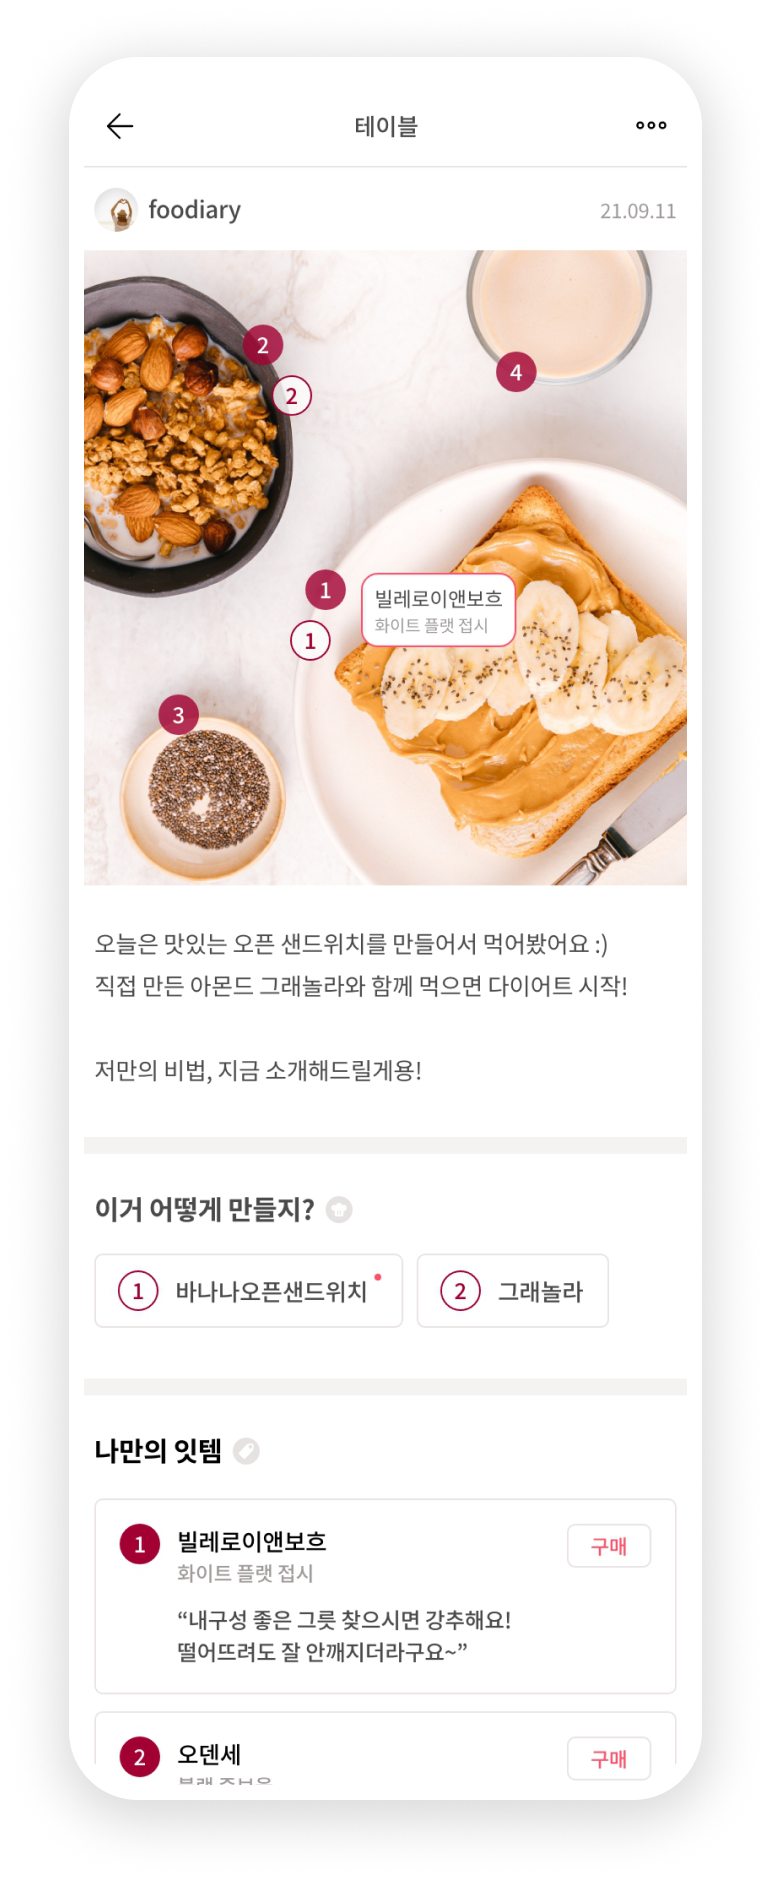 테이블
foodiary
21.09.11
2
2
4
1
빌레로이앤보흐
화이트 플랫 접시
1
3
오늘은 맛있는 오픈 샌드위치를 만들어서 먹어봤어요 :)
직접 만든 아몬드 그래놀라와 함께 먹으면 다이어트 시작!
저만의 비법, 지금 소개해드릴게용!
이거 어떻게 만들지?
1 바나나오픈샌드위치
2 그래놀라
나만의 잇템
1 빌레로이앤보흐 구매
화이트 플랫 접시
“내구성 좋은 그릇 찾으시면 강추해요!
떨어뜨려도 잘 안깨지더라구요~”
2 오덴세 구매